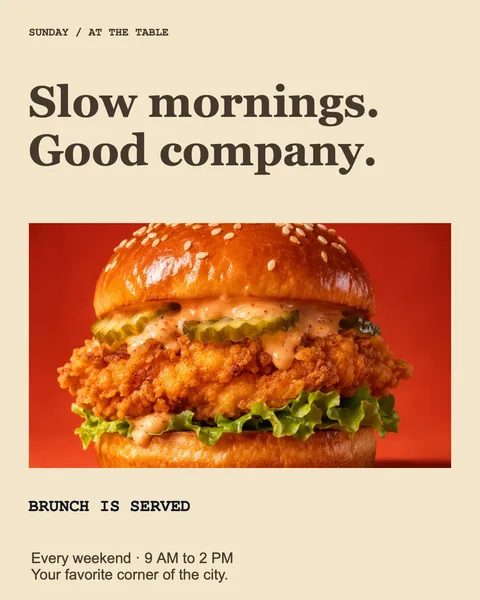 SUNDAY / AT THE TABLE
Slow mornings.
Good company.
BRUNCH IS SERVED
Every weekend · 9 AM to 2 PM
Your favorite corner of the city.